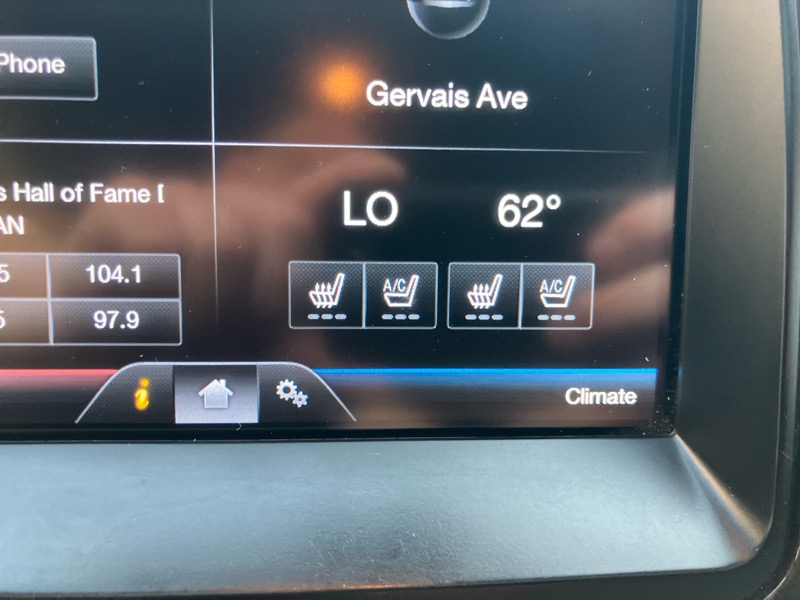 Phone
Gervais Ave
s Hall of Fame [
AN
LO 62°
5 104.1
5 97.9
A/C A/C
i
Climate